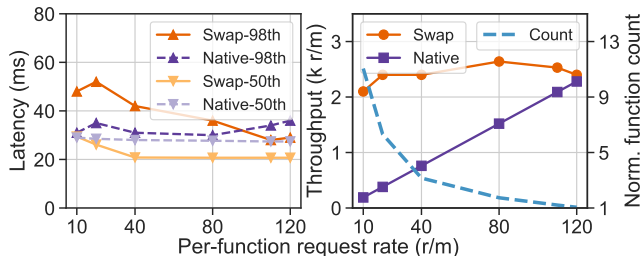 Latency (ms)
80
60
40
20
0
Swap-98th
Native-98th
Swap-50th
Native-50th
10
40
80
120
Throughput (k r/m)
3
2
1
0
Swap
Native
Count
13
9
5
1
Norm. function count
10
40
80
120
Per-function request rate (r/m)